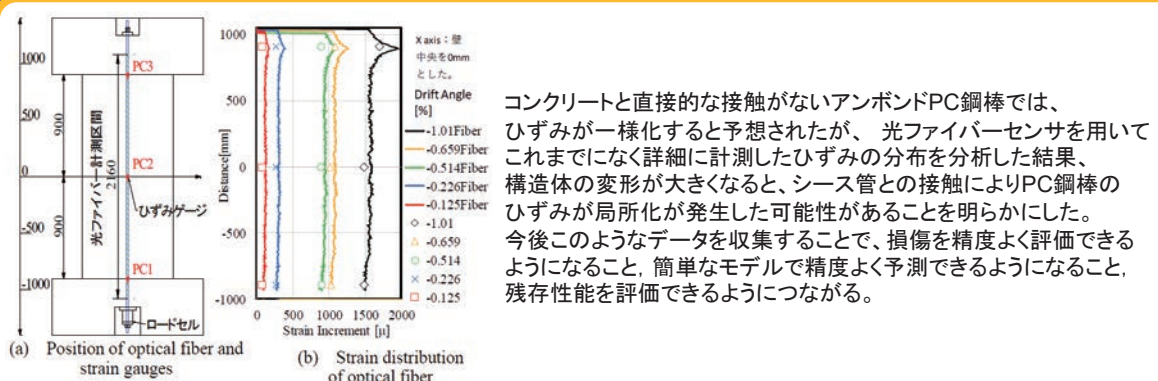 1000
500
0
-500
-1000
900
900
光ファイバー計測区間
2160
PC3
PC2
ひずみゲージ
PC1
ロードセル
(a) Position of optical fiber and
strain gauges
1000
500
0
-500
-1000
Distance[mm]
0 500 1000 1500 2000
Strain Increment [μ]
X axis：壁
中央を0mm
とした。
Drift Angle
[%]
-1.01Fiber
-0.659Fiber
-0.514Fiber
-0.226Fiber
-0.125Fiber
-1.01
-0.659
-0.514
-0.226
-0.125
(b) Strain distribution
of optical fiber
コンクリートと直接的な接触がないアンボンドPC鋼棒では、
ひずみが一様化すると予想されたが、 光ファイバーセンサを用いて
これまでになく詳細に計測したひずみの分布を分析した結果、
構造体の変形が大きくなると、シース管との接触によりPC鋼棒の
ひずみが局所化が発生した可能性があることを明らかにした。
今後このようなデータを収集することで、損傷を精度よく評価できる
ようになること, 簡単なモデルで精度よく予測できるようになること,
残存性能を評価できるようにつながる。